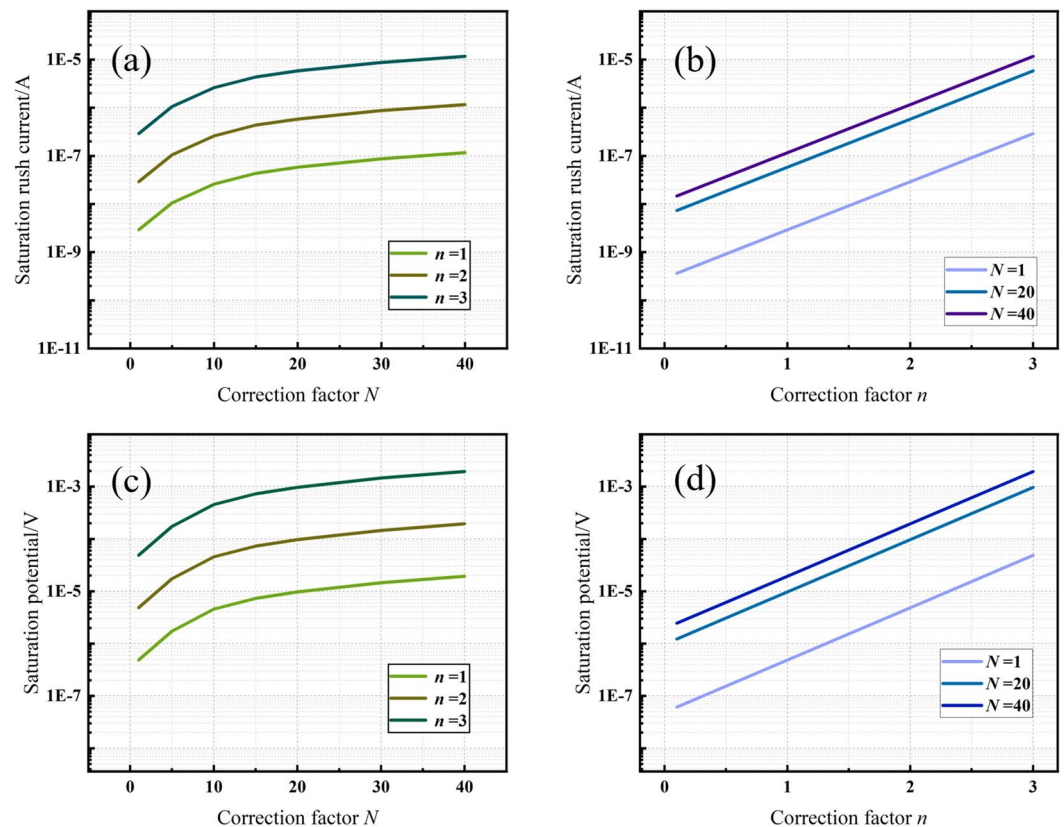 (a)
Saturation rush current/A
1E-5
1E-7
1E-9
1E-11
n =1
n =2
n =3
0 10 20 30 40
Correction factor N
(b)
Saturation rush current/A
1E-5
1E-7
1E-9
1E-11
N =1
N =20
N =40
0 1 2 3
Correction factor n
(c)
Saturation potential/V
1E-3
1E-5
1E-7
n =1
n =2
n =3
0 10 20 30 40
Correction factor N
(d)
Saturation potential/V
1E-3
1E-5
1E-7
N =1
N =20
N =40
0 1 2 3
Correction factor n